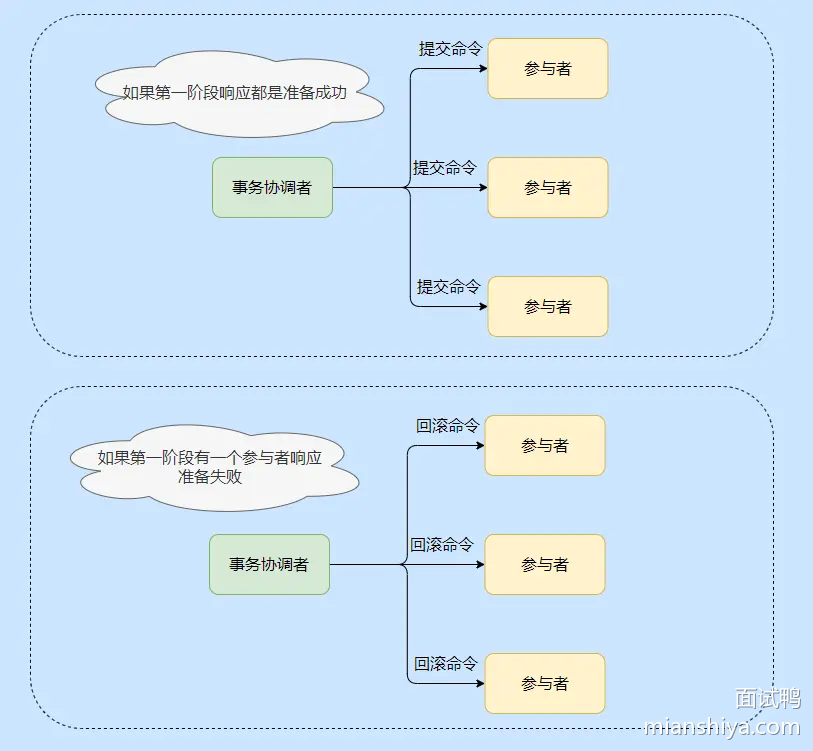 提交命令
参与者
如果第一阶段响应都是准备成功
提交命令
事务协调者
参与者
提交命令
参与者
回滚命令
参与者
如果第一阶段有一个参与者响应
准备失败
回滚命令
事务协调者
参与者
回滚命令
参与者
面试鸭
mianshiya.com